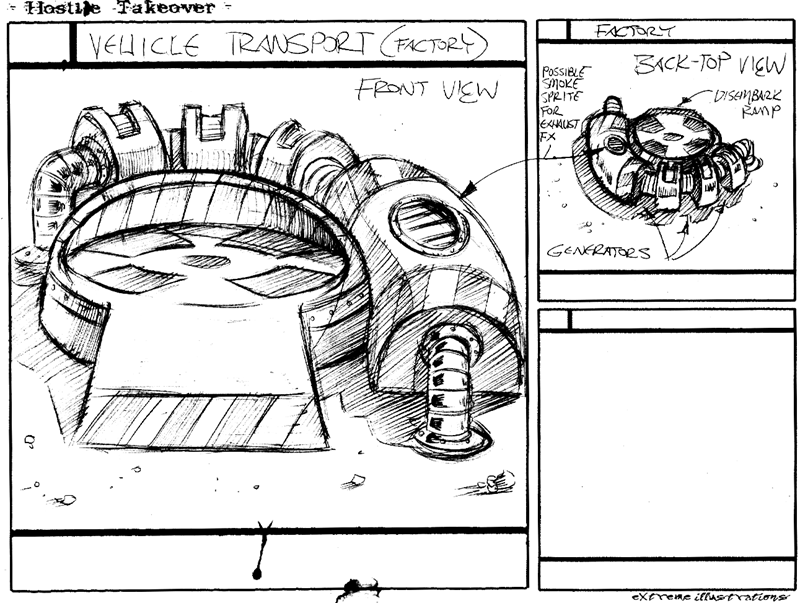 - Hostile Takeover -
VEHICLE TRANSPORT (FACTORY)
FRONT VIEW
FACTORY
BACK-TOP VIEW
POSSIBLE
SMOKE
SPRITE
FOR
EXHAUST
FX
DISEMBARK
RAMP
GENERATORS
eXtreme illustrations